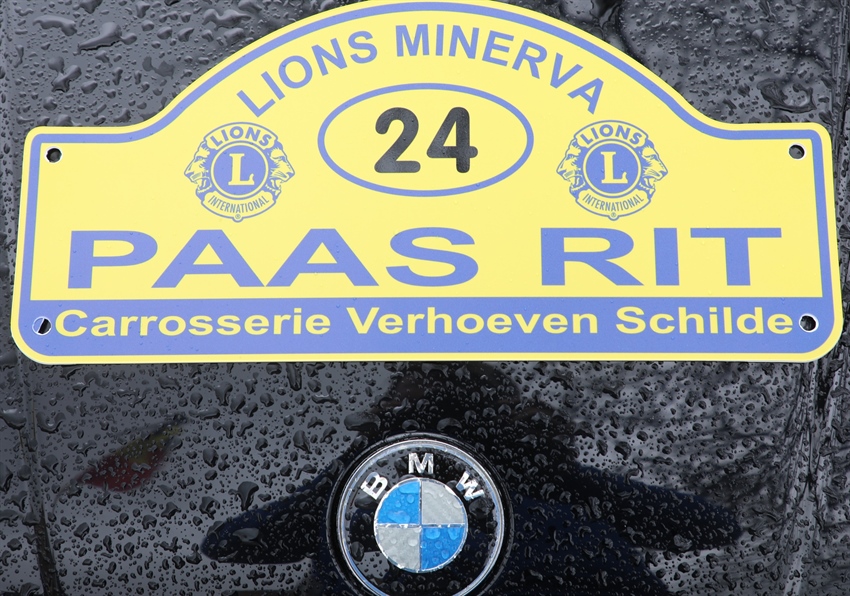 LIONS MINERVA
24
LIONS
L
INTERNATIONAL
®
LIONS
L
INTERNATIONAL
®
PAAS RIT
Carrosserie Verhoeven Schilde
BMW